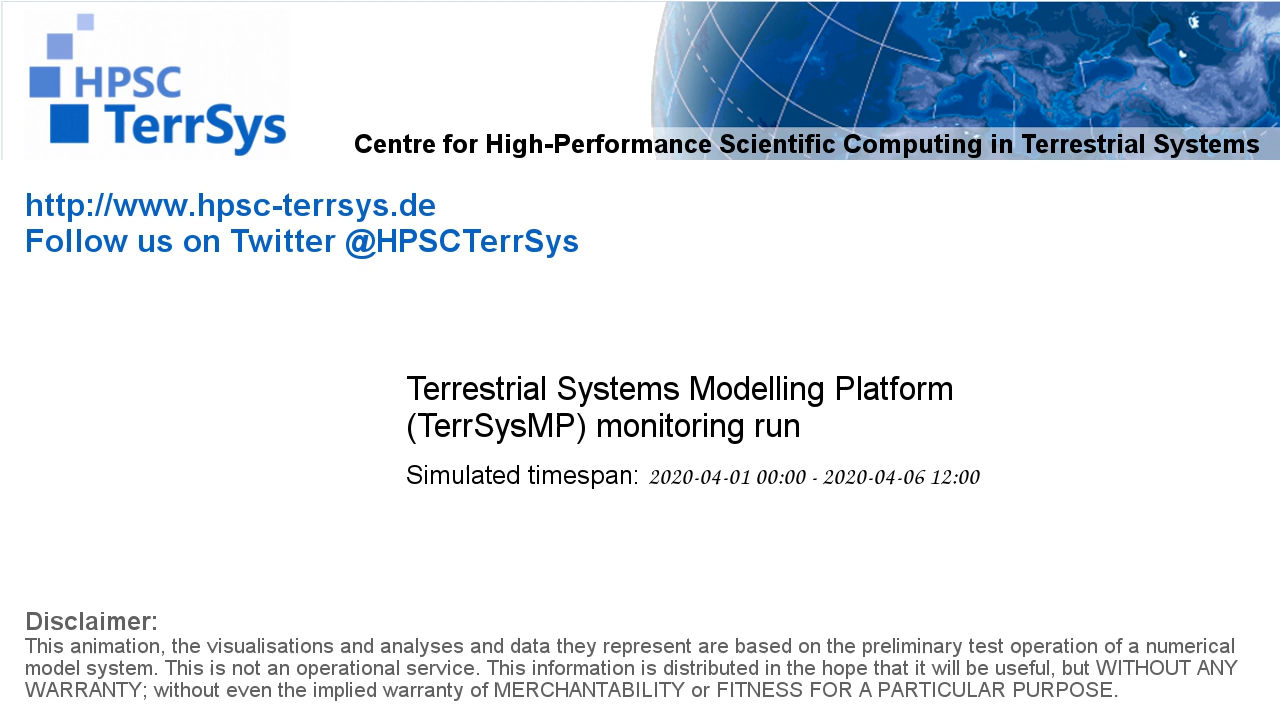 HPSC
TerrSys
Centre for High-Performance Scientific Computing in Terrestrial Systems
http://www.hpsc-terrsys.de
Follow us on Twitter @HPSCTerrSys
Terrestrial Systems Modelling Platform
(TerrSysMP) monitoring run
Simulated timespan: 2020-04-01 00:00 - 2020-04-06 12:00
Disclaimer:
This animation, the visualisations and analyses and data they represent are based on the preliminary test operation of a numerical
model system. This is not an operational service. This information is distributed in the hope that it will be useful, but WITHOUT ANY
WARRANTY; without even the implied warranty of MERCHANTABILITY or FITNESS FOR A PARTICULAR PURPOSE.